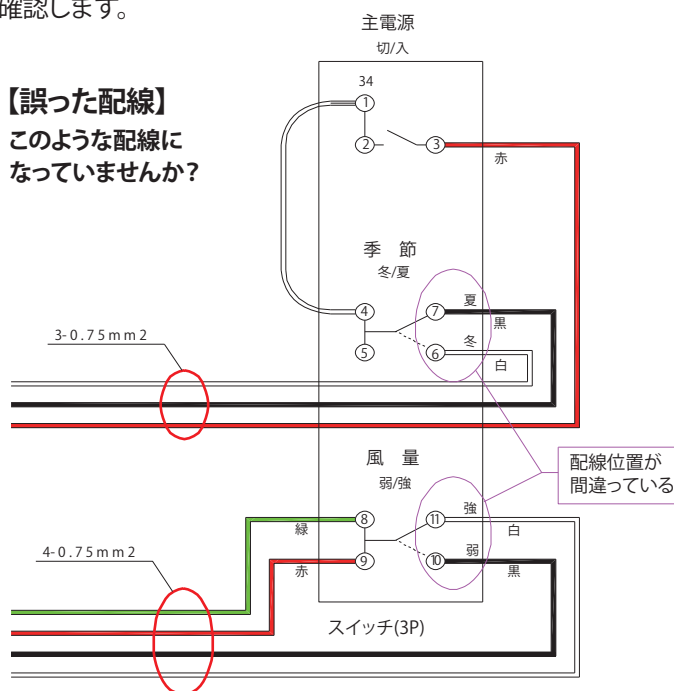 確認します。
主電源
切/入
【誤った配線】
このような配線に
なっていませんか？
34
①
②
③
赤
季 節
冬/夏
④
⑦
夏
黒
⑤
⑥
冬
白
3-0.75mm2
風 量
弱/強
配線位置が
間違っている
⑧
緑
⑪
強
白
⑨
赤
⑩
弱
黒
4-0.75mm2
スイッチ(3P)